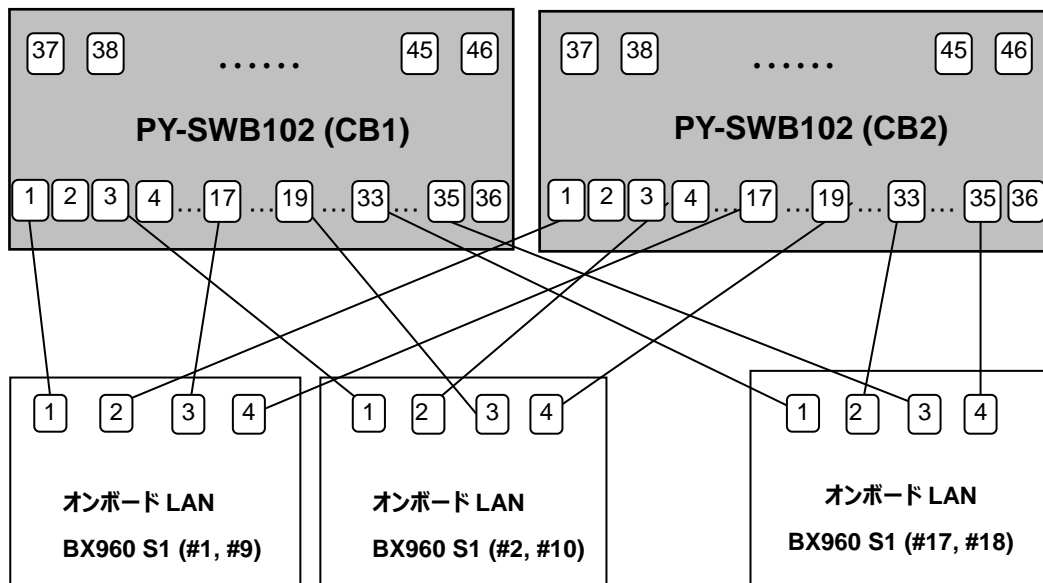 37 38 ...... 45 46
37 38 ...... 45 46
PY-SWB102 (CB1)
PY-SWB102 (CB2)
1 2 3 4 ... 17 ... 19 ... 33 ... 35 36
1 2 3 4 ... 17 ... 19 ... 33 ... 35 36
1 2 3 4
1 2 3 4
1 2 3 4
オンボード LAN
BX960 S1 (#1, #9)
オンボード LAN
BX960 S1 (#2, #10)
オンボード LAN
BX960 S1 (#17, #18)